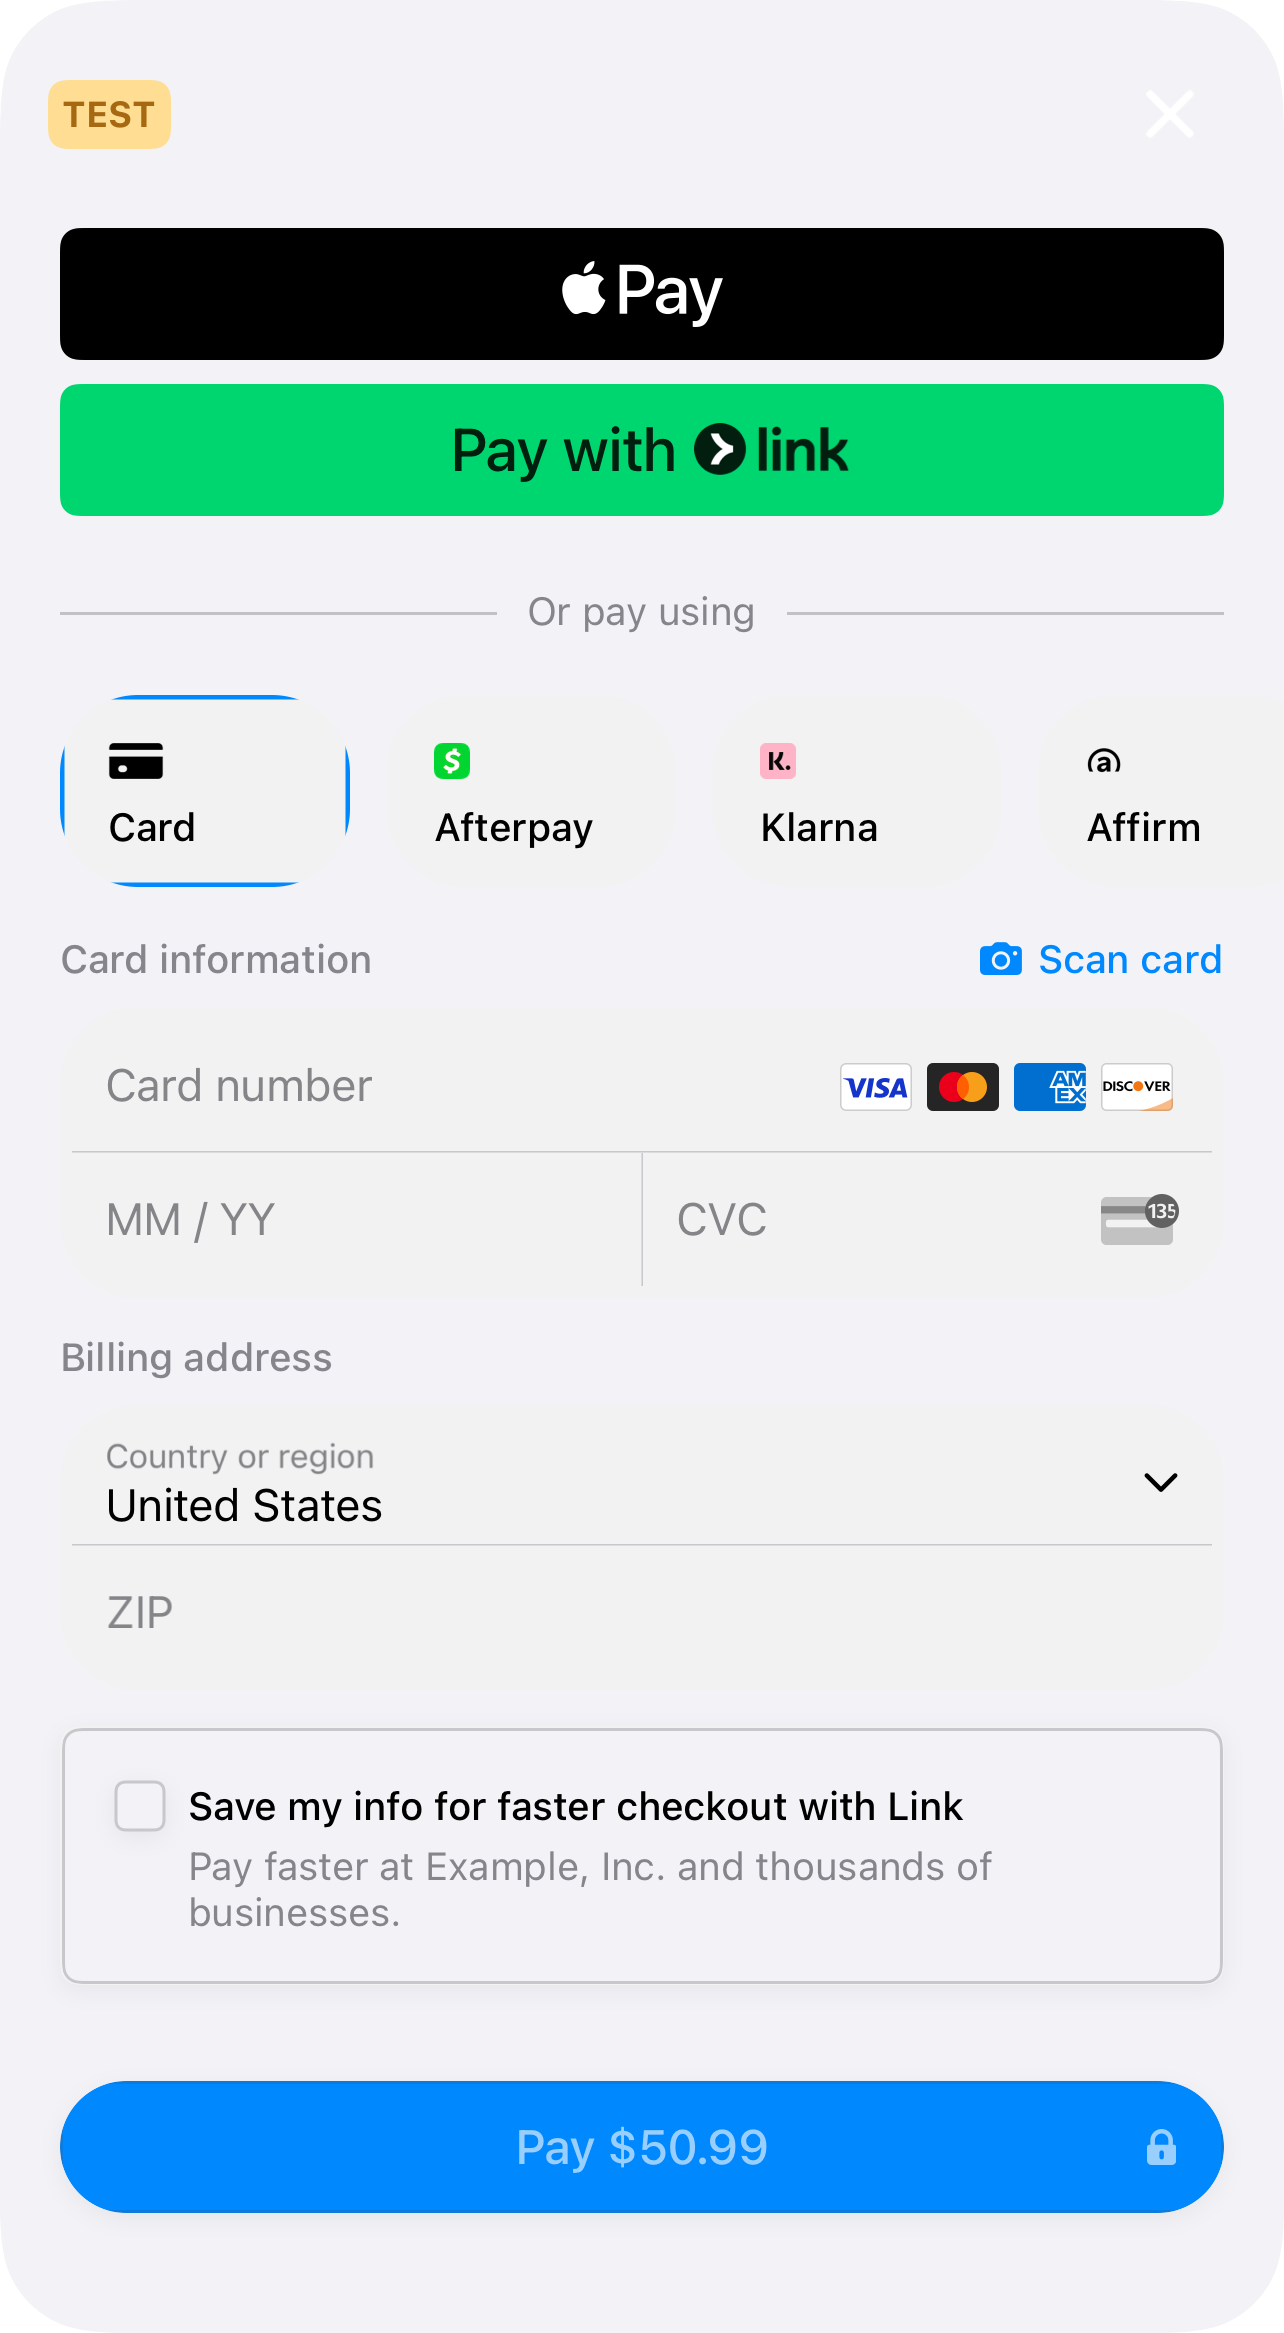 TEST
Pay
Pay with link
Or pay using
Card
Afterpay
Klarna
Affirm
Card information
Scan card
Card number
VISA
AM
EX
DISCOVER
MM / YY
CVC
135
Billing address
Country or region
United States
ZIP
Save my info for faster checkout with Link
Pay faster at Example, Inc. and thousands of
businesses.
Pay $50.99